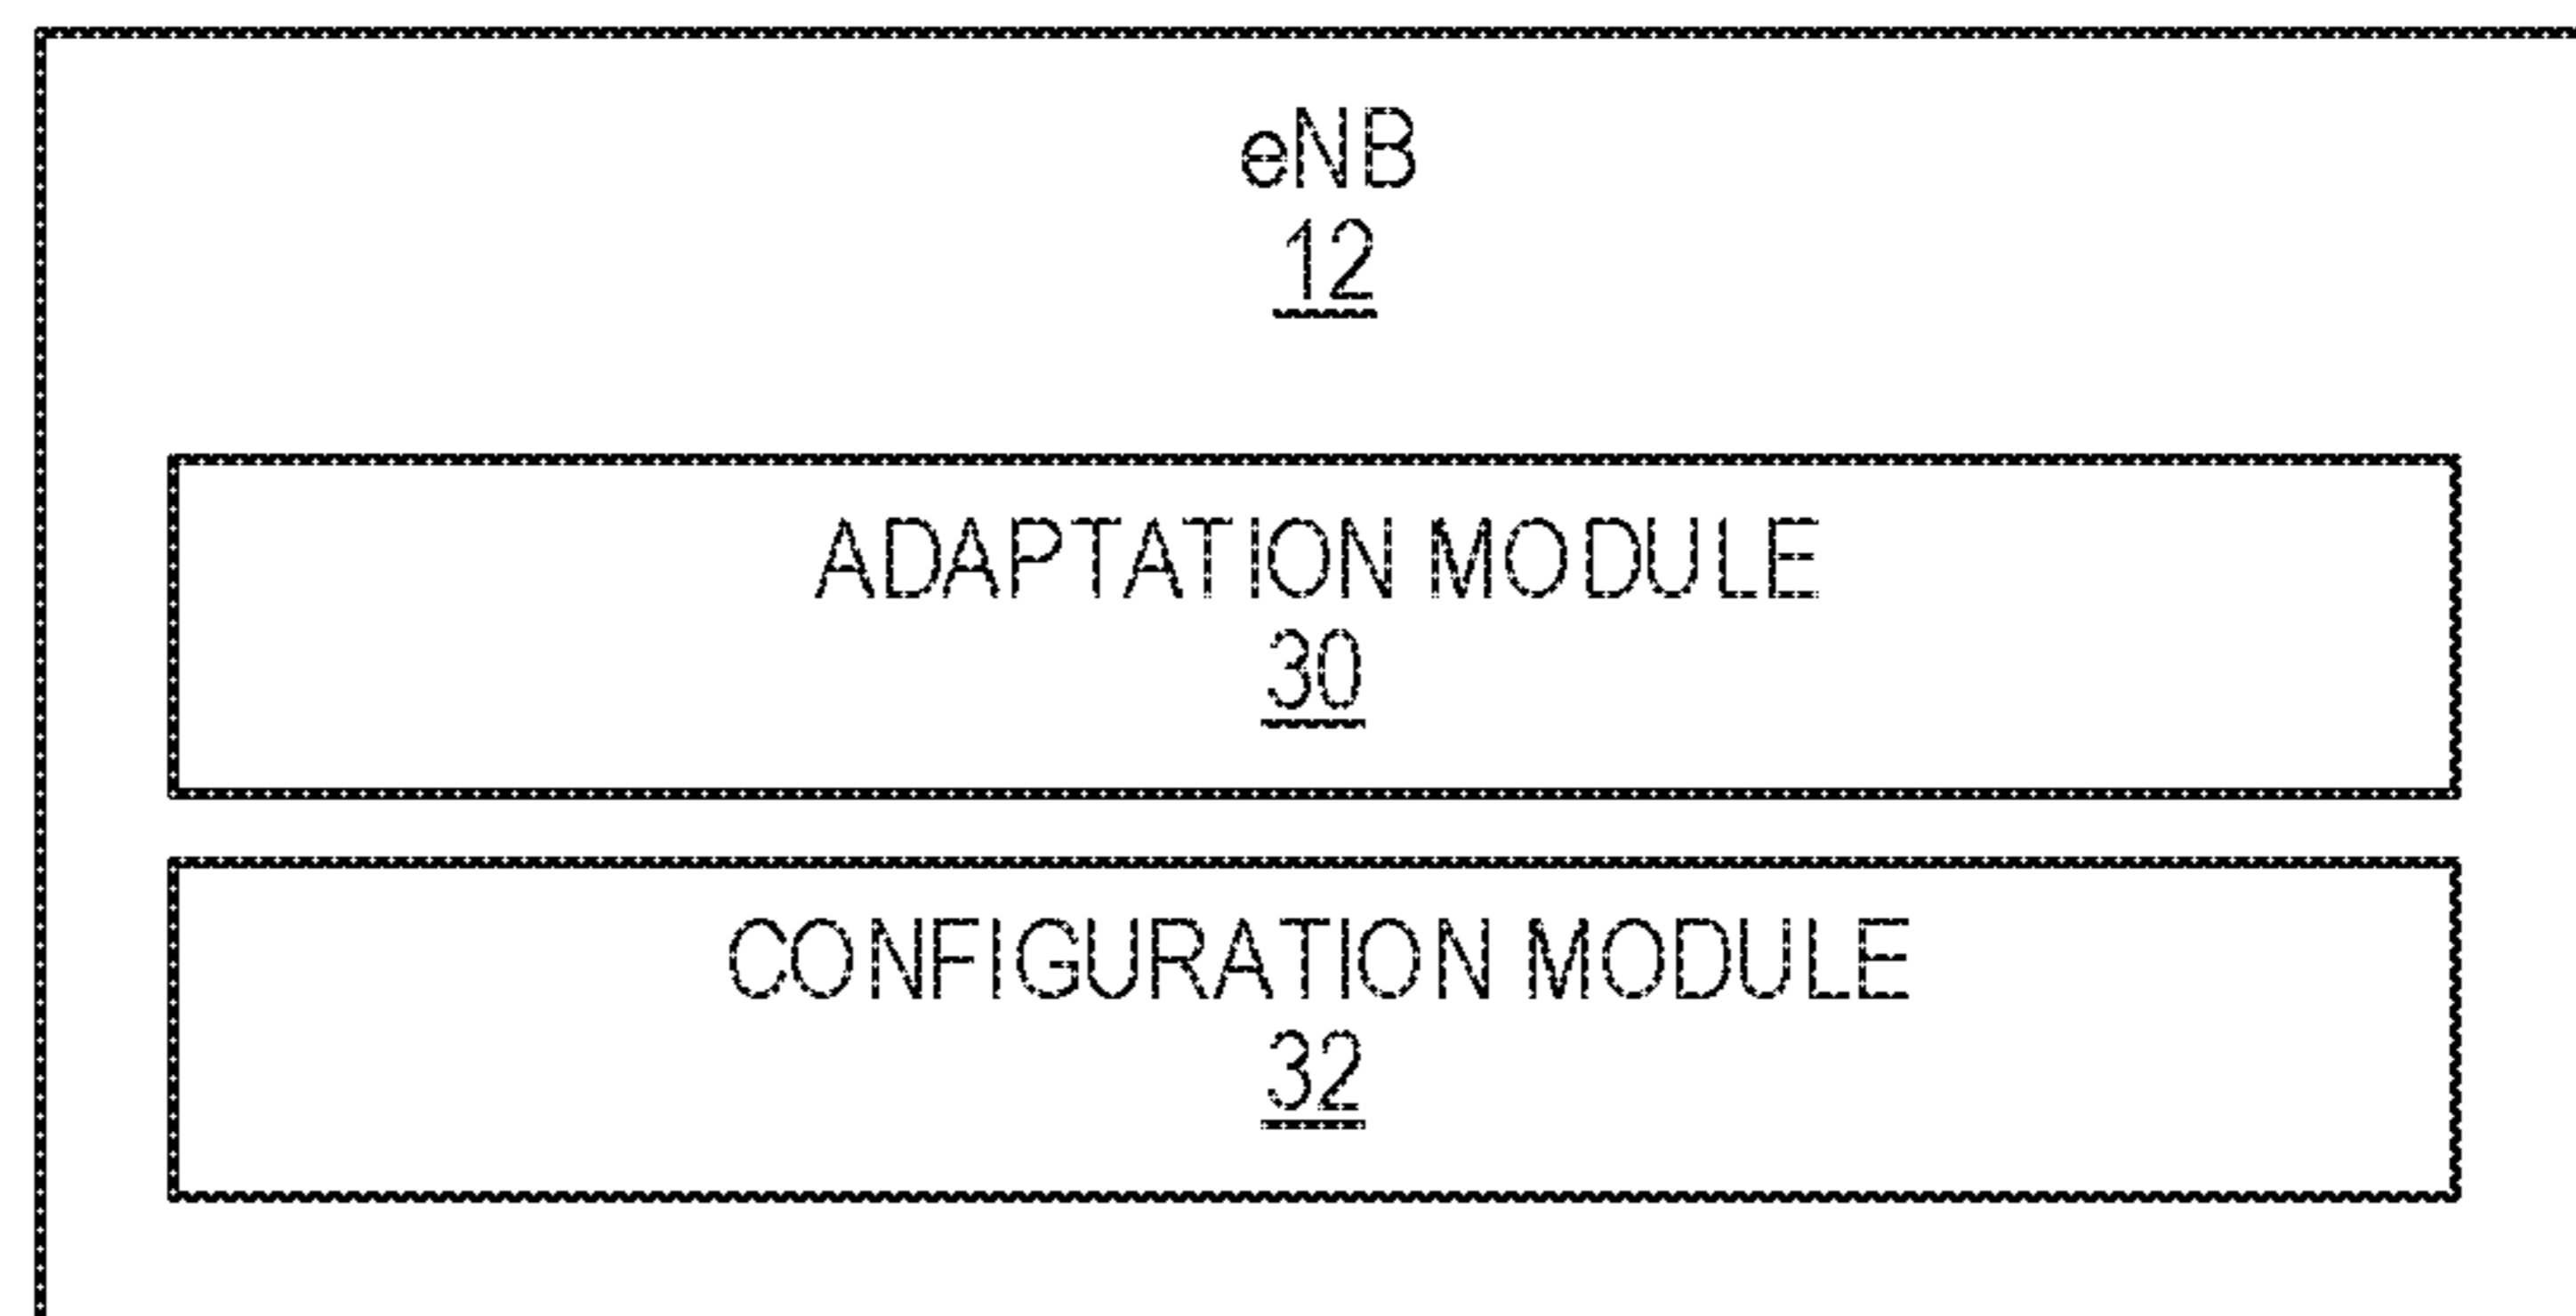 eNB
12
ADAPTATION MODULE
30
CONFIGURATION MODULE
32